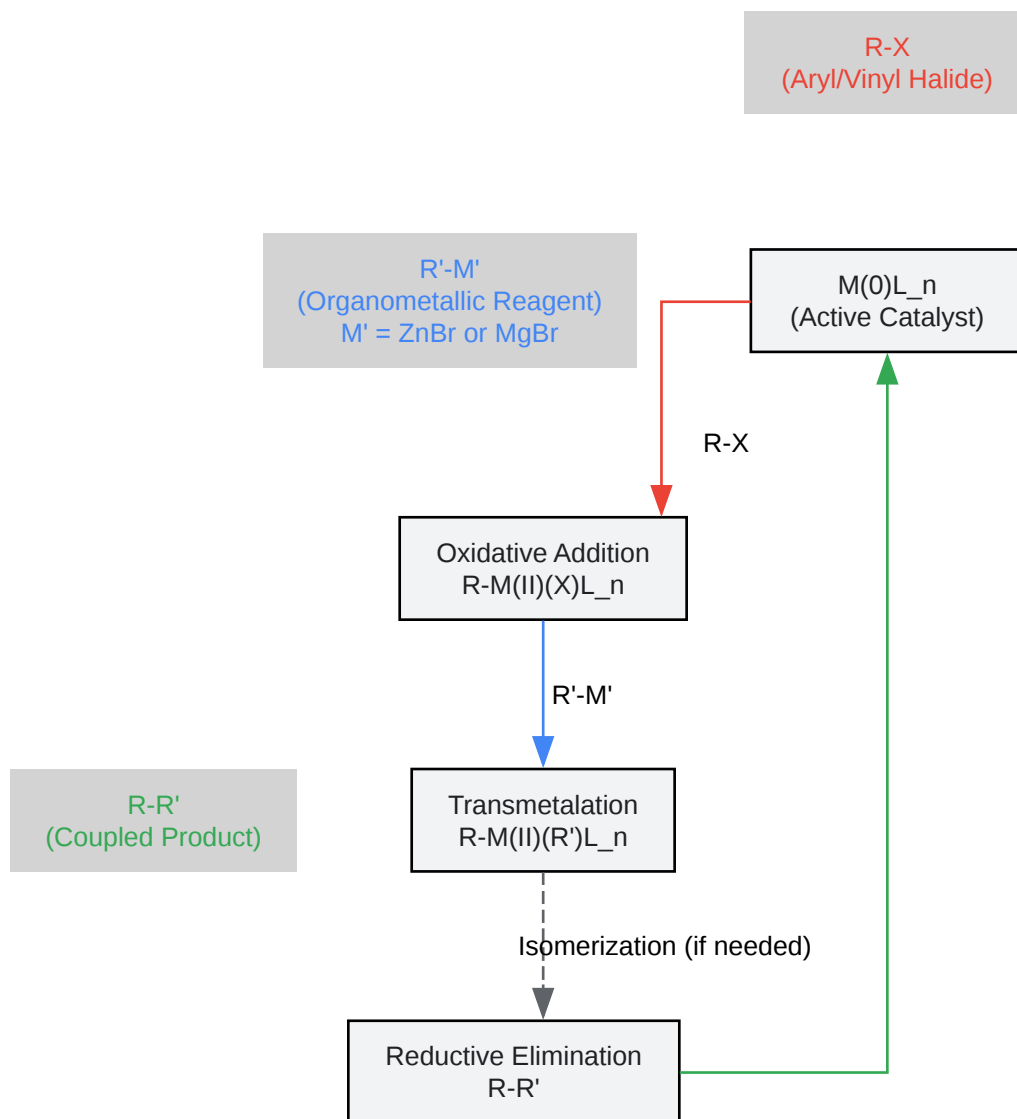 R-X
(Aryl/Vinyl Halide)
R'-M'
(Organometallic Reagent)
M' = ZnBr or MgBr
M(0)L_n
(Active Catalyst)
R-X
Oxidative Addition
R-M(II)(X)L_n
R'-M'
R-R'
(Coupled Product)
Transmetalation
R-M(II)(R')L_n
Isomerization (if needed)
Reductive Elimination
R-R'